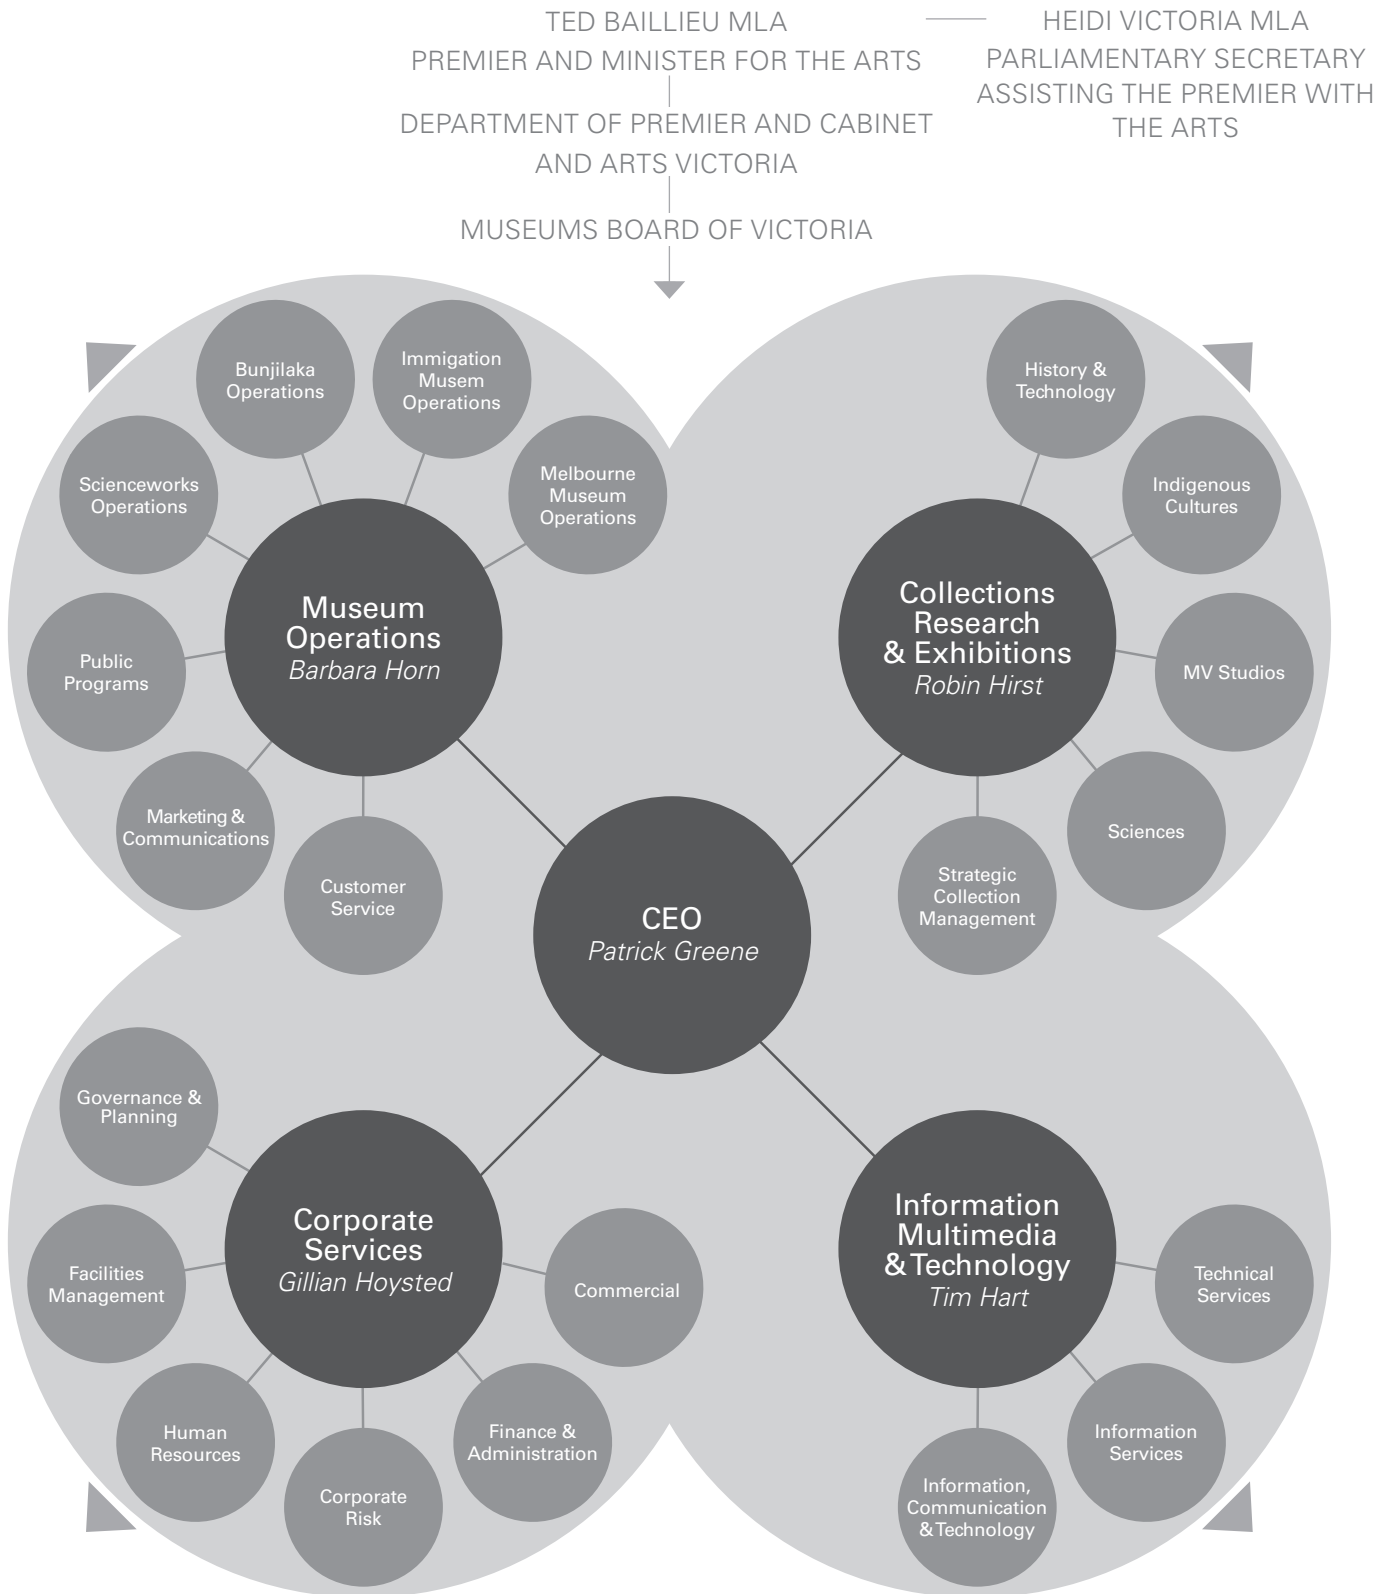 TED BAILLIEU MLA
PREMIER AND MINISTER FOR THE ARTS
HEIDI VICTORIA MLA
PARLIAMENTARY SECRETARY
ASSISTING THE PREMIER WITH
THE ARTS
DEPARTMENT OF PREMIER AND CABINET
AND ARTS VICTORIA
MUSEUMS BOARD OF VICTORIA
Bunjilaka
Operations
Immigation
Musem
Operations
Scienceworks
Operations
Melbourne
Museum
Operations
Museum
Operations
Barbara Horn
Public
Programs
Marketing &
Communications
Customer
Service
History &
Technology
Indigenous
Cultures
Collections
Research
& Exhibitions
Robin Hirst
MV Studios
Sciences
Strategic
Collection
Management
CEO
Patrick Greene
Governance &
Planning
Corporate
Services
Gillian Hoysted
Facilities
Management
Commercial
Human
Resources
Finance &
Administration
Corporate
Risk
Information
Multimedia
& Technology
Tim Hart
Technical
Services
Information
Services
Information,
Communication
& Technology